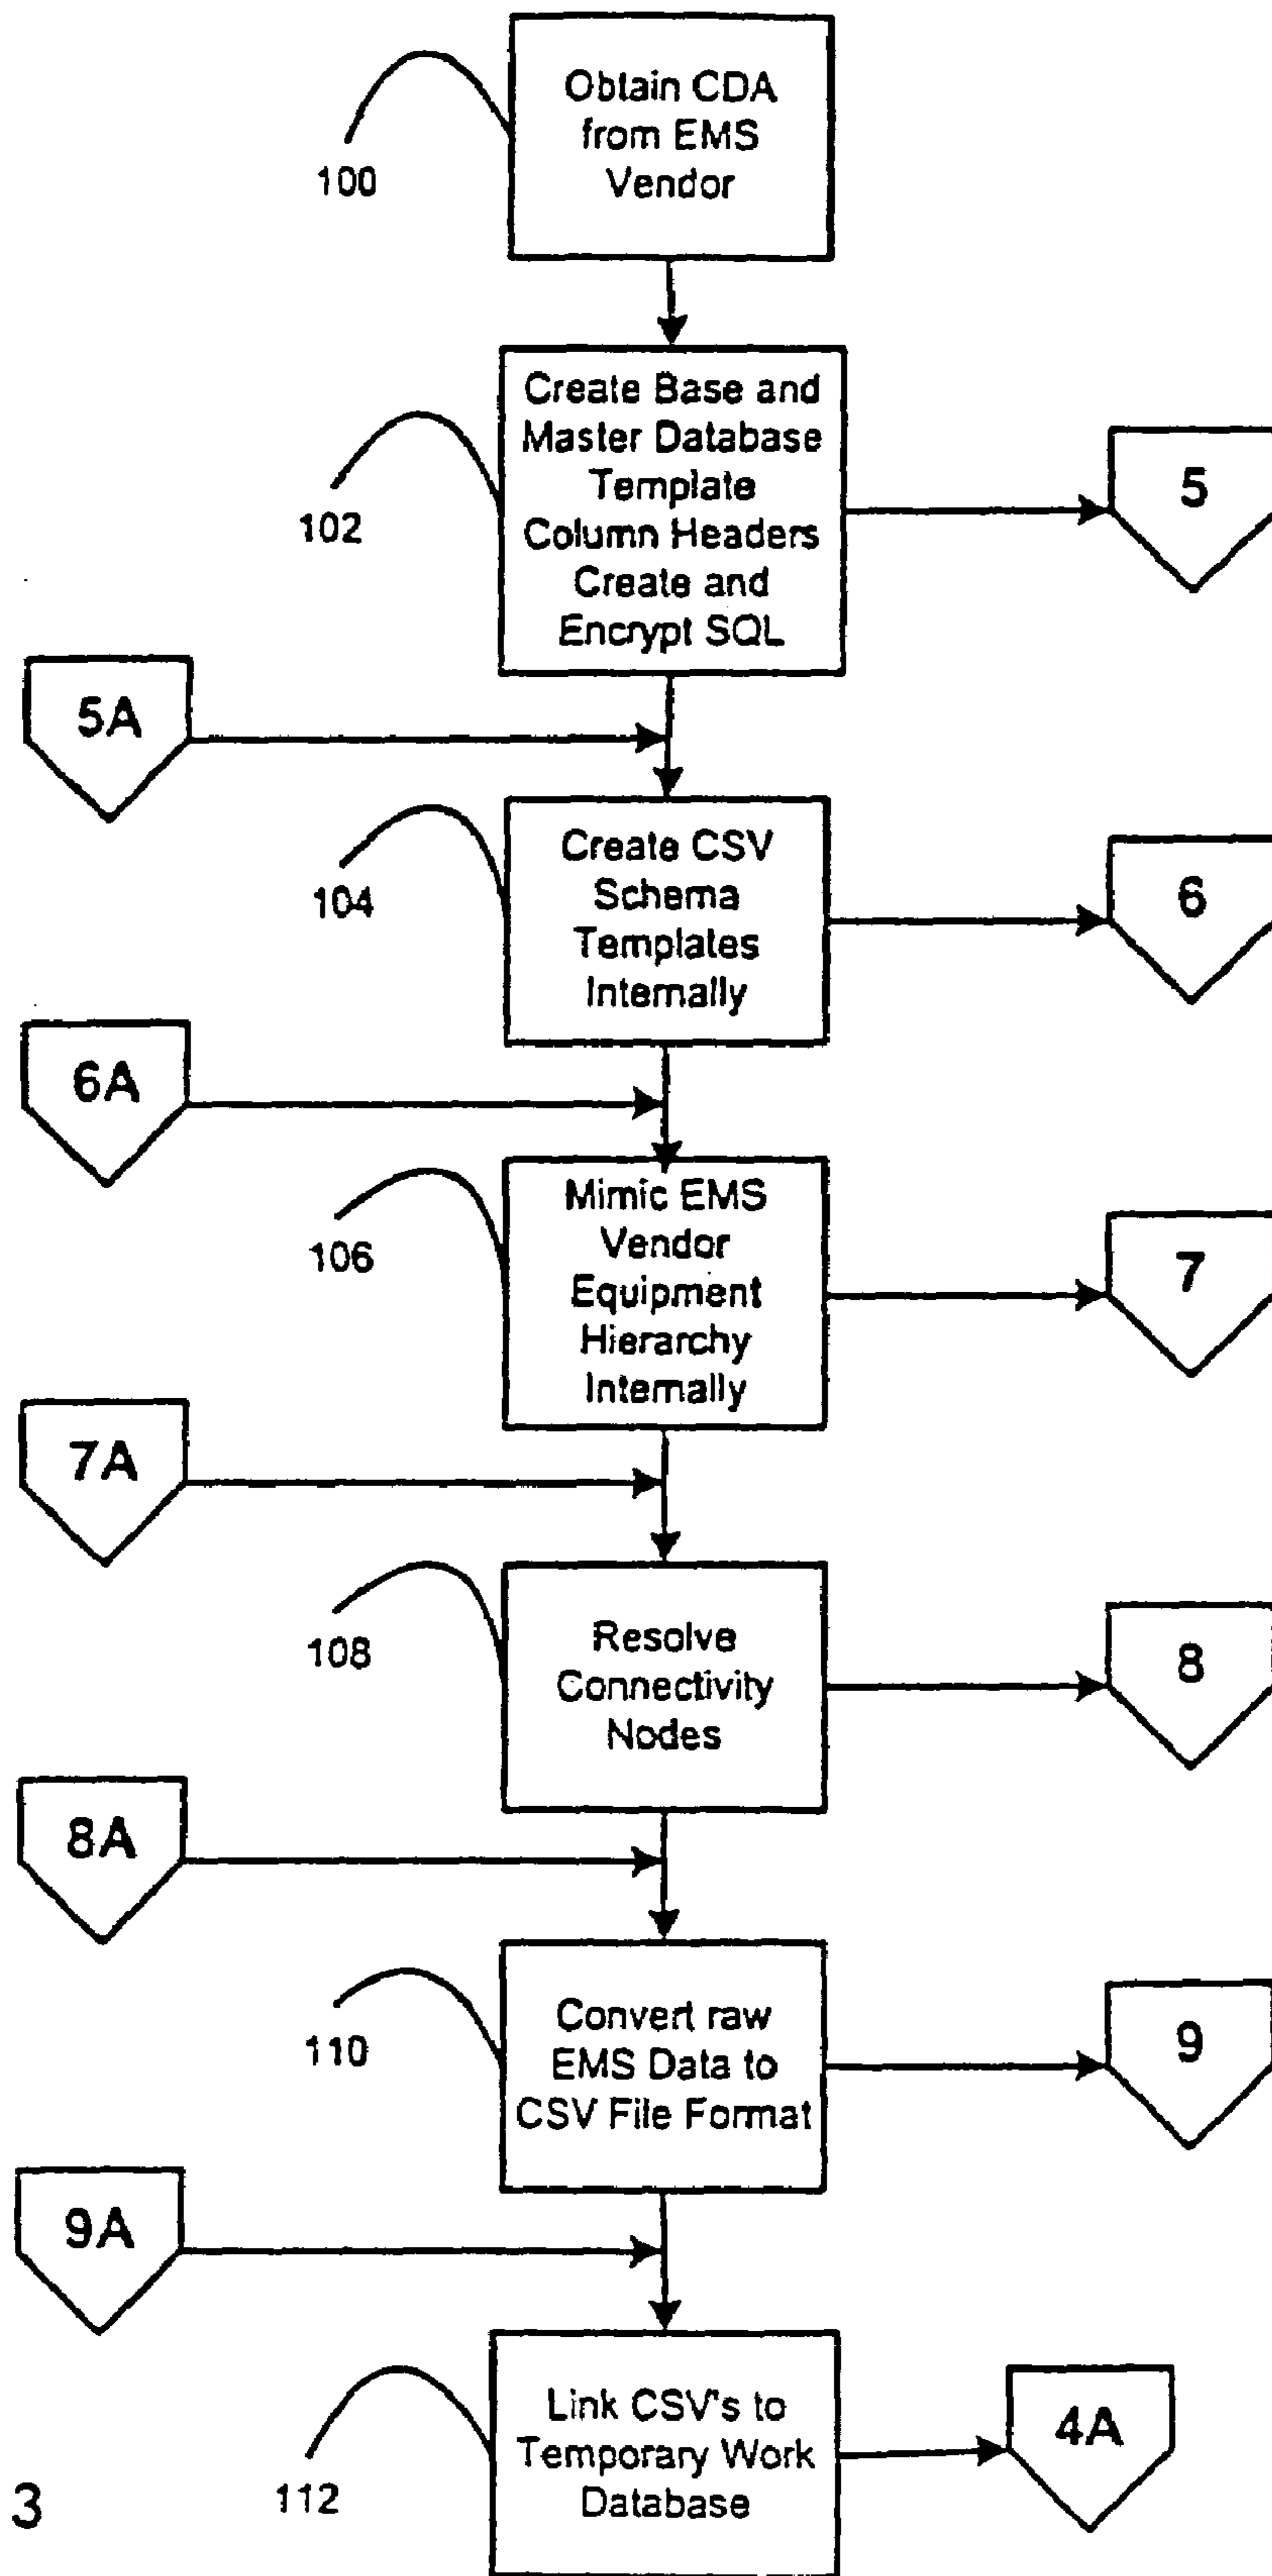 Obtain CDA
from EMS
Vendor
100
Create Base and
Master Database
Template
Column Headers
Create and
Encrypt SQL
102
5
5A
Create CSV
Schema
Templates
Internally
104
6
6A
Mimic EMS
Vendor
Equipment
Hierarchy
Internally
106
7
7A
Resolve
Connectivity
Nodes
108
8
8A
Convert raw
EMS Data to
CSV File Format
110
9
9A
Link CSV's to
Temporary Work
Database
112
4A
3